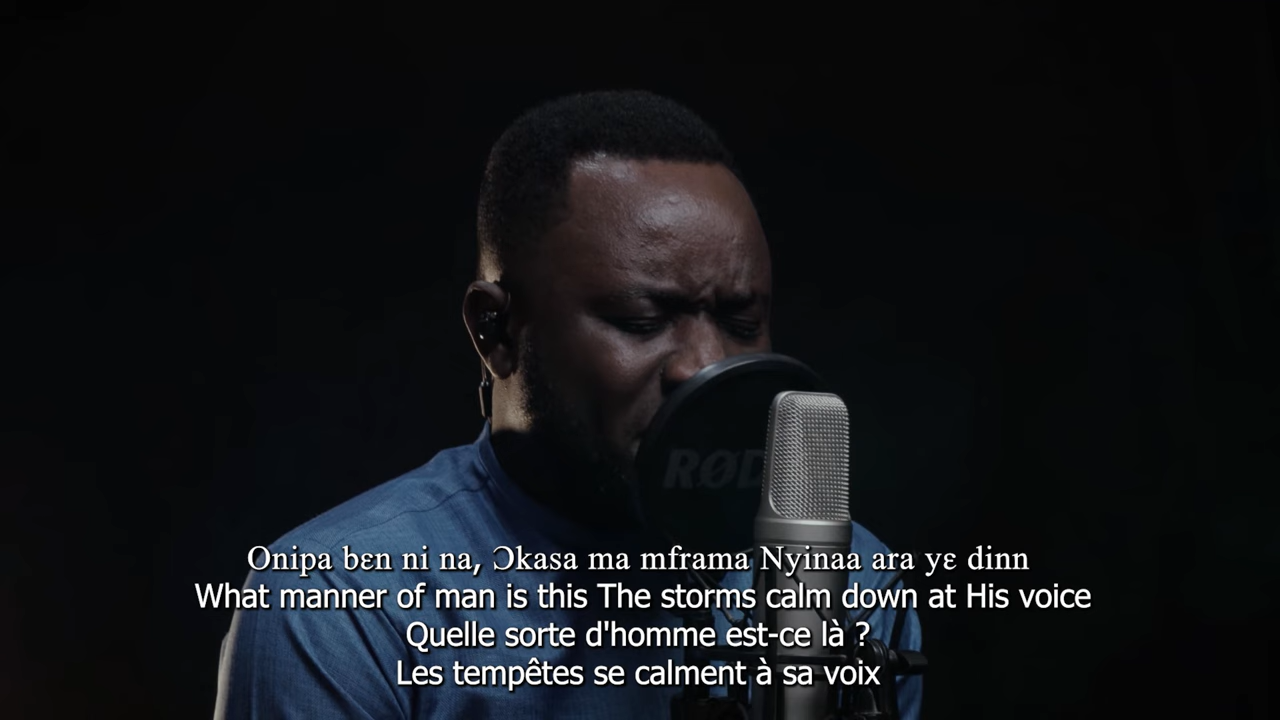 RØD
Onipa bɛn ni na, Ɔkasa ma mframa Nyinaa ara yɛ dinn
What manner of man is this The storms calm down at His voice
Quelle sorte d'homme est-ce là ?
Les tempêtes se calment à sa voix